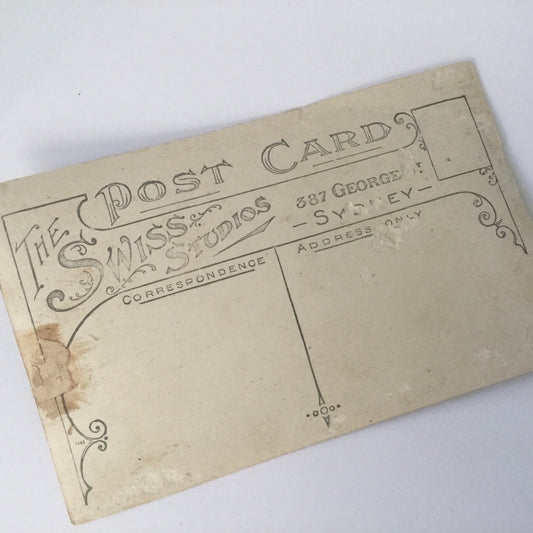 POST CARD
THE
SWISS
STUDIOS
387 GEORGE ST
SYDNEY
CORRESPONDENCE
ADDRESS ONLY